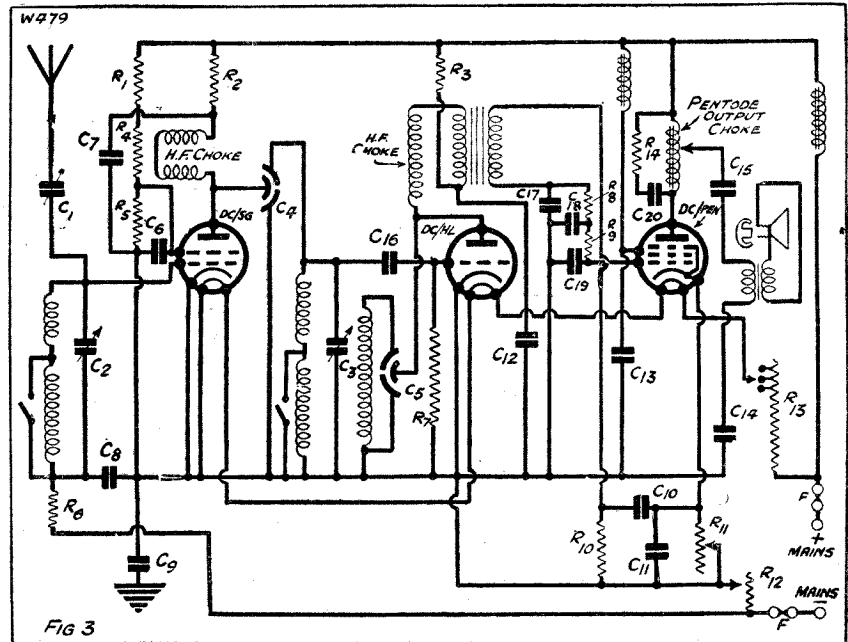 W479
R1
R2
R3
C7
R4
H.F. CHOKE
H.F.
CHOKE
PENTODE
OUTPUT
CHOKE
R14
C15
C1
R5
C6
DC/SG
C4
C16
DC/HL
C17
C18
R8
R9
C19
C20
DC/PEN
C2
C3
C5
R7
C12
C13
C14
R13
C8
R6
C9
R10
C10
C11
R11
R12
F
+
MAINS
MAINS
−
F
FIG 3